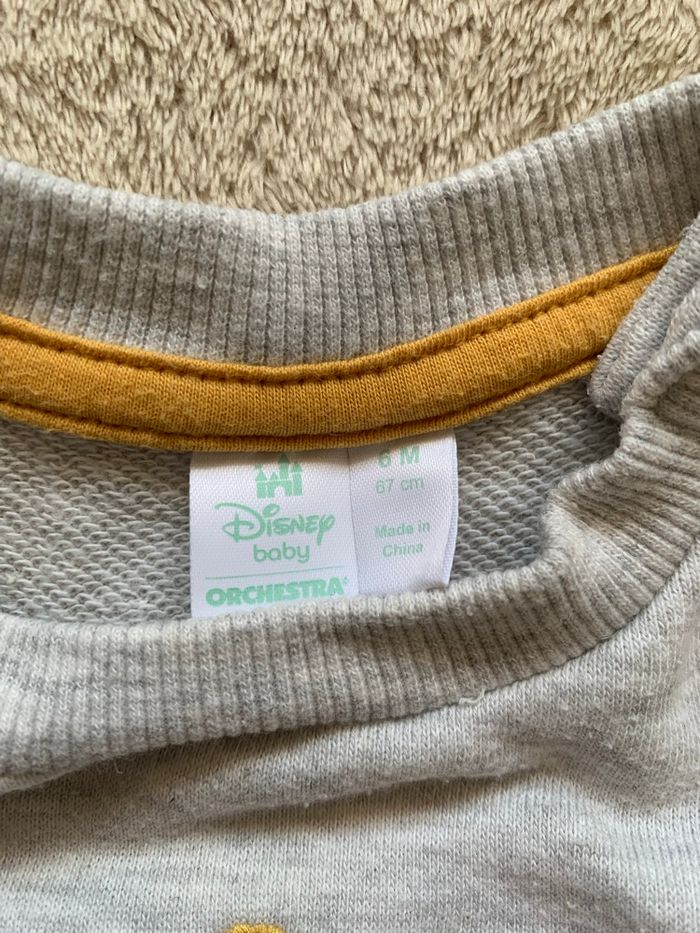 Disney
baby
ORCHESTRA
6 M
67 cm
Made in
China